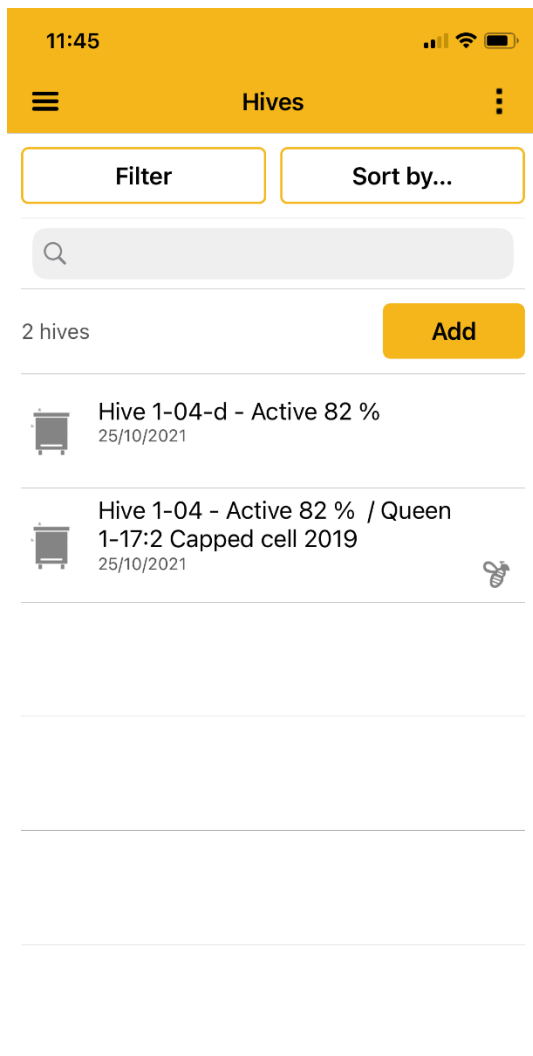 11:45
Hives
Filter
Sort by...
2 hives
Add
Hive 1-04-d - Active 82 %
25/10/2021
Hive 1-04 - Active 82 % / Queen
1-17:2 Capped cell 2019
25/10/2021